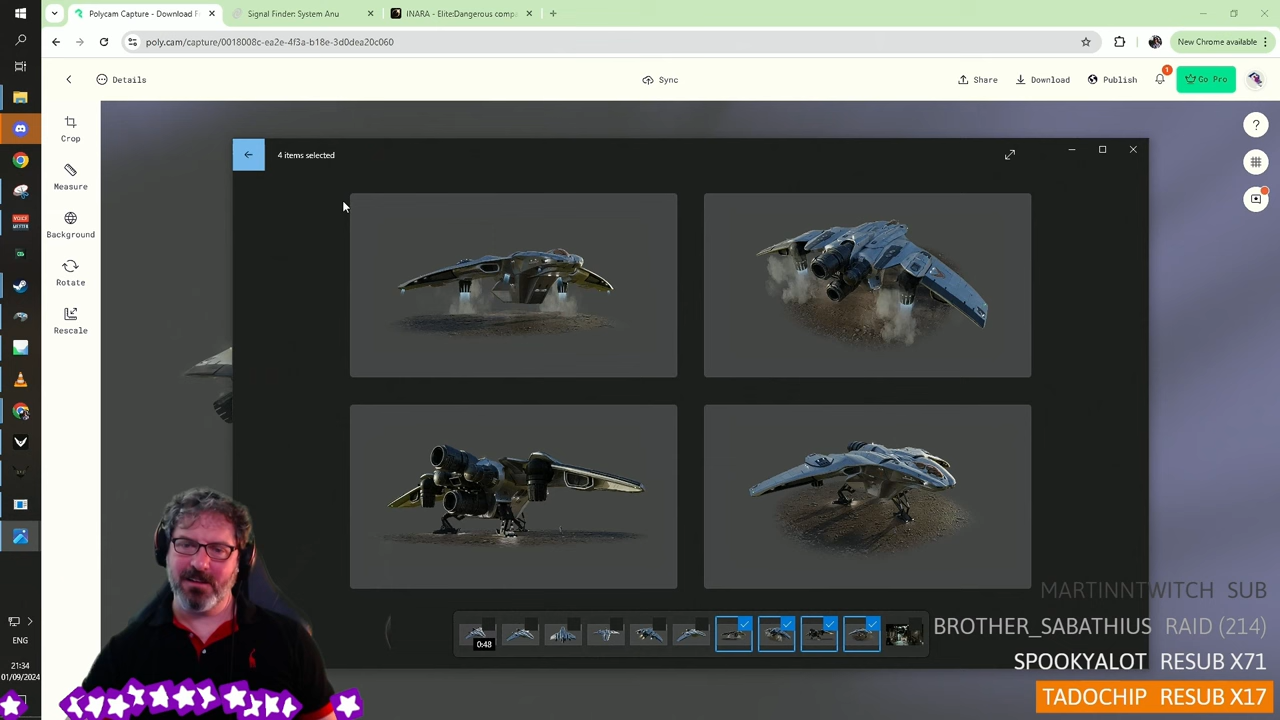 Polycam Capture - Download F
Signal Finder: System Anu
INARA - Elite:Dangerous comp
poly.cam/capture/0018008c-ea2e-4f3a-b18e-3d0dea20c060
New Chrome available
Details
Sync
Share
Download
Publish
1
Go Pro
Crop
Measure
Background
Rotate
Rescale
4 items selected
0:48
MARTINNTWITCH SUB
BROTHER_SABATHIUS RAID (214)
SPOOKYALOT RESUB X71
TADOCHIP RESUB X17
ENG
21:34
01/09/2024